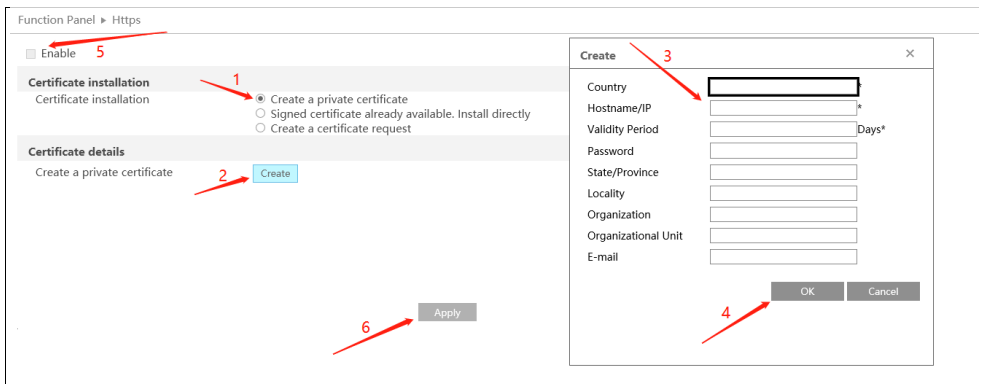 Function Panel ▸ Https
Enable 5
Certificate installation
Certificate installation
1
Create a private certificate
Signed certificate already available. Install directly
Create a certificate request
Certificate details
Create a private certificate 2 Create
6 Apply
Create 3 ×
Country *
Hostname/IP *
Validity Period Days*
Password
State/Province
Locality
Organization
Organizational Unit
E-mail
OK Cancel
4